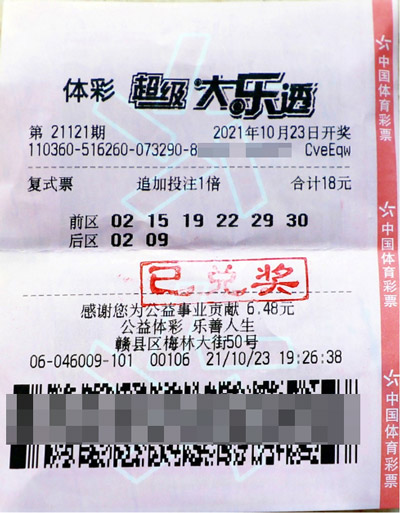 体彩 超级大乐透
第 21121期 2021年10月23日开奖
110360-516260-073290-8 CveEqw
复式票 追加投注1倍 合计18元
前区 02 15 19 22 29 30
后区 02 09
已兑奖
感谢您为公益事业贡献 6.48元
公益体彩 乐善人生
赣县区梅林大街50号
06-046009-101 00106 21/10/23 19:26:38
中国体育彩票
中国体育彩票
中国体育彩票